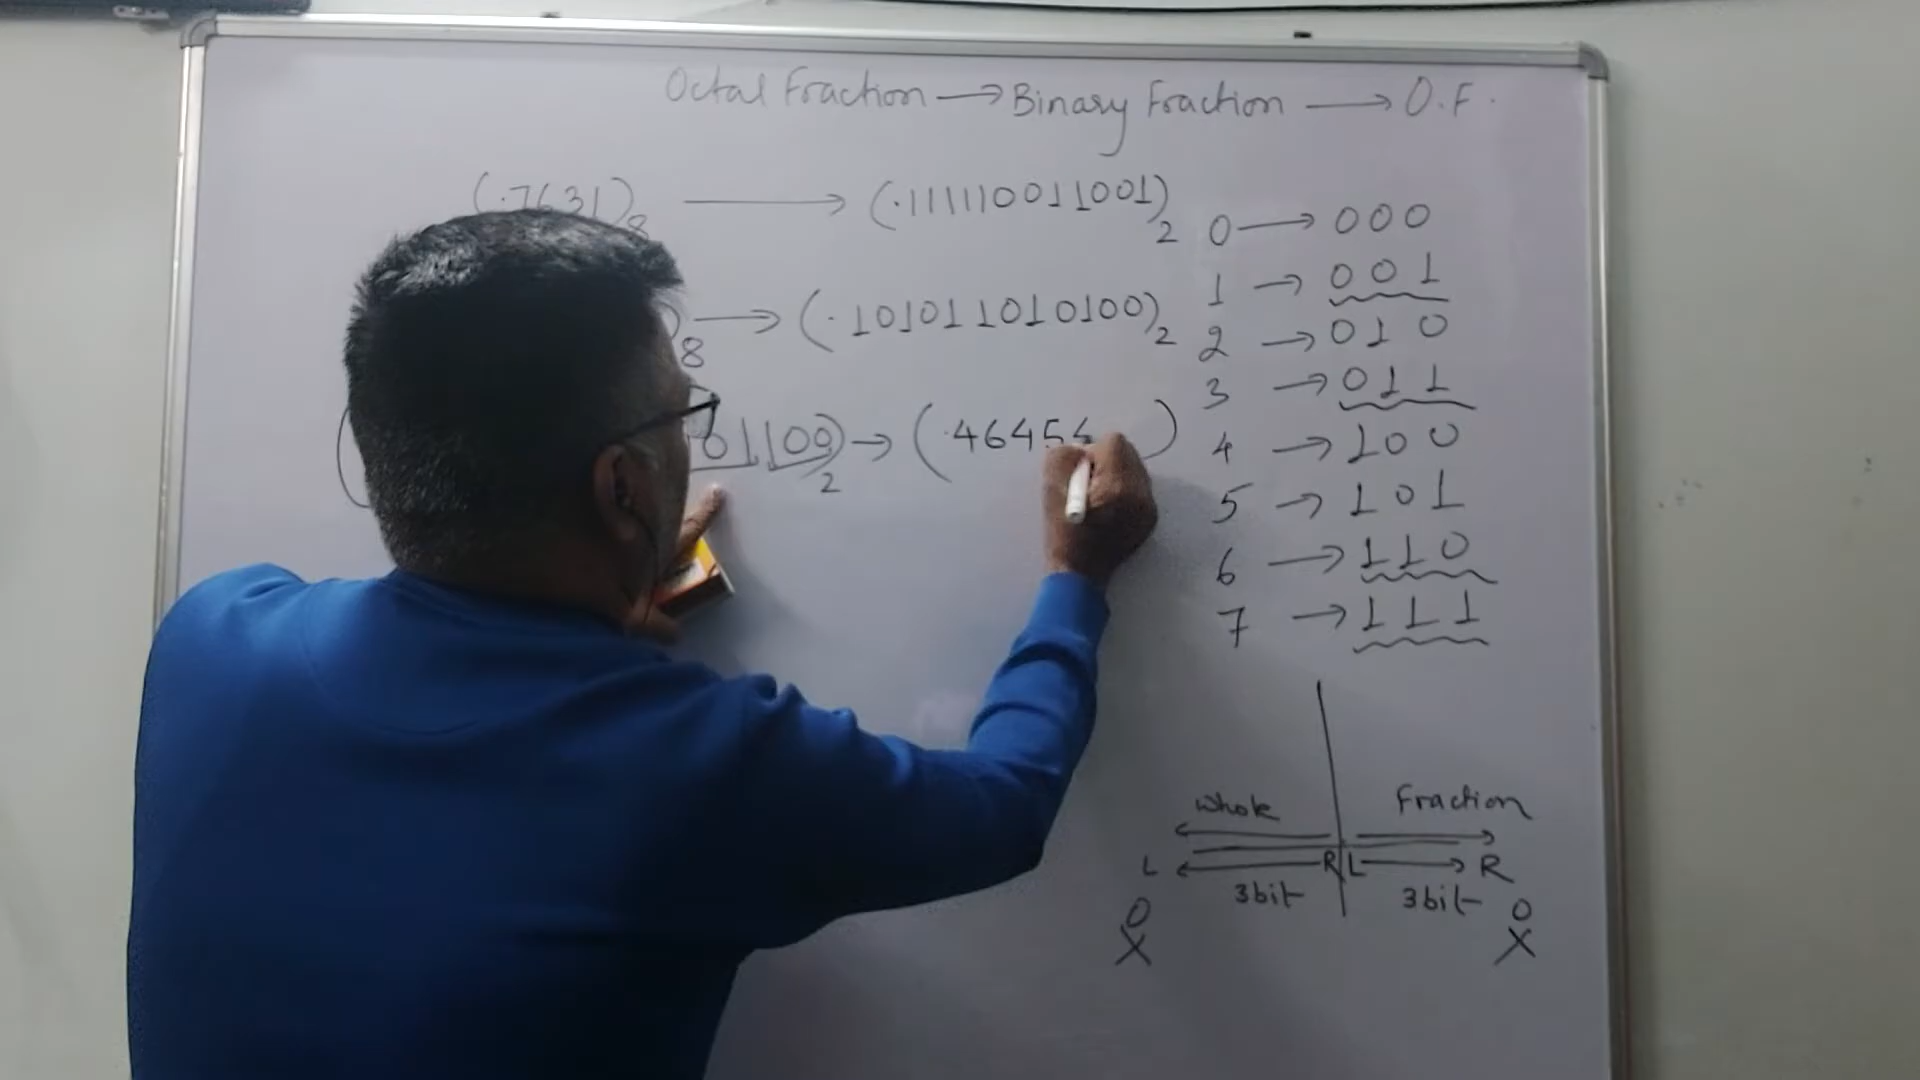 Octal Fraction → Binary Fraction → O.F.
(.7631)8 → (.111110011001)2
)8 → (.101011010100)2
01100)2 → (.46454 )
0 → 000
1 → 001
2 → 010
3 → 011
4 → 100
5 → 101
6 → 110
7 → 111
Whole Fraction
L R L R
3bit 3bit
0 0
X X